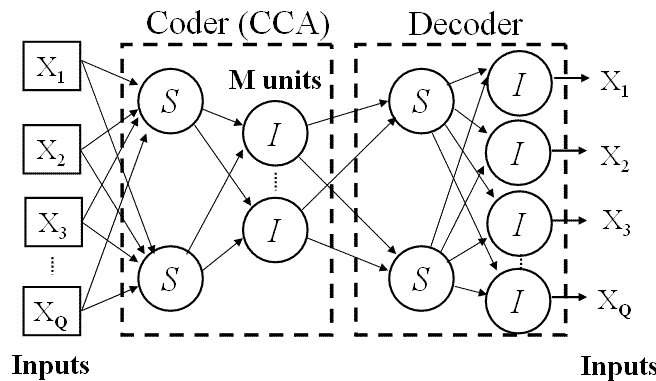 Coder (CCA)
Decoder
X1
X2
X3
XQ
Inputs
S
S
M units
I
I
S
S
I
I
I
I
X1
X2
X3
XQ
Inputs